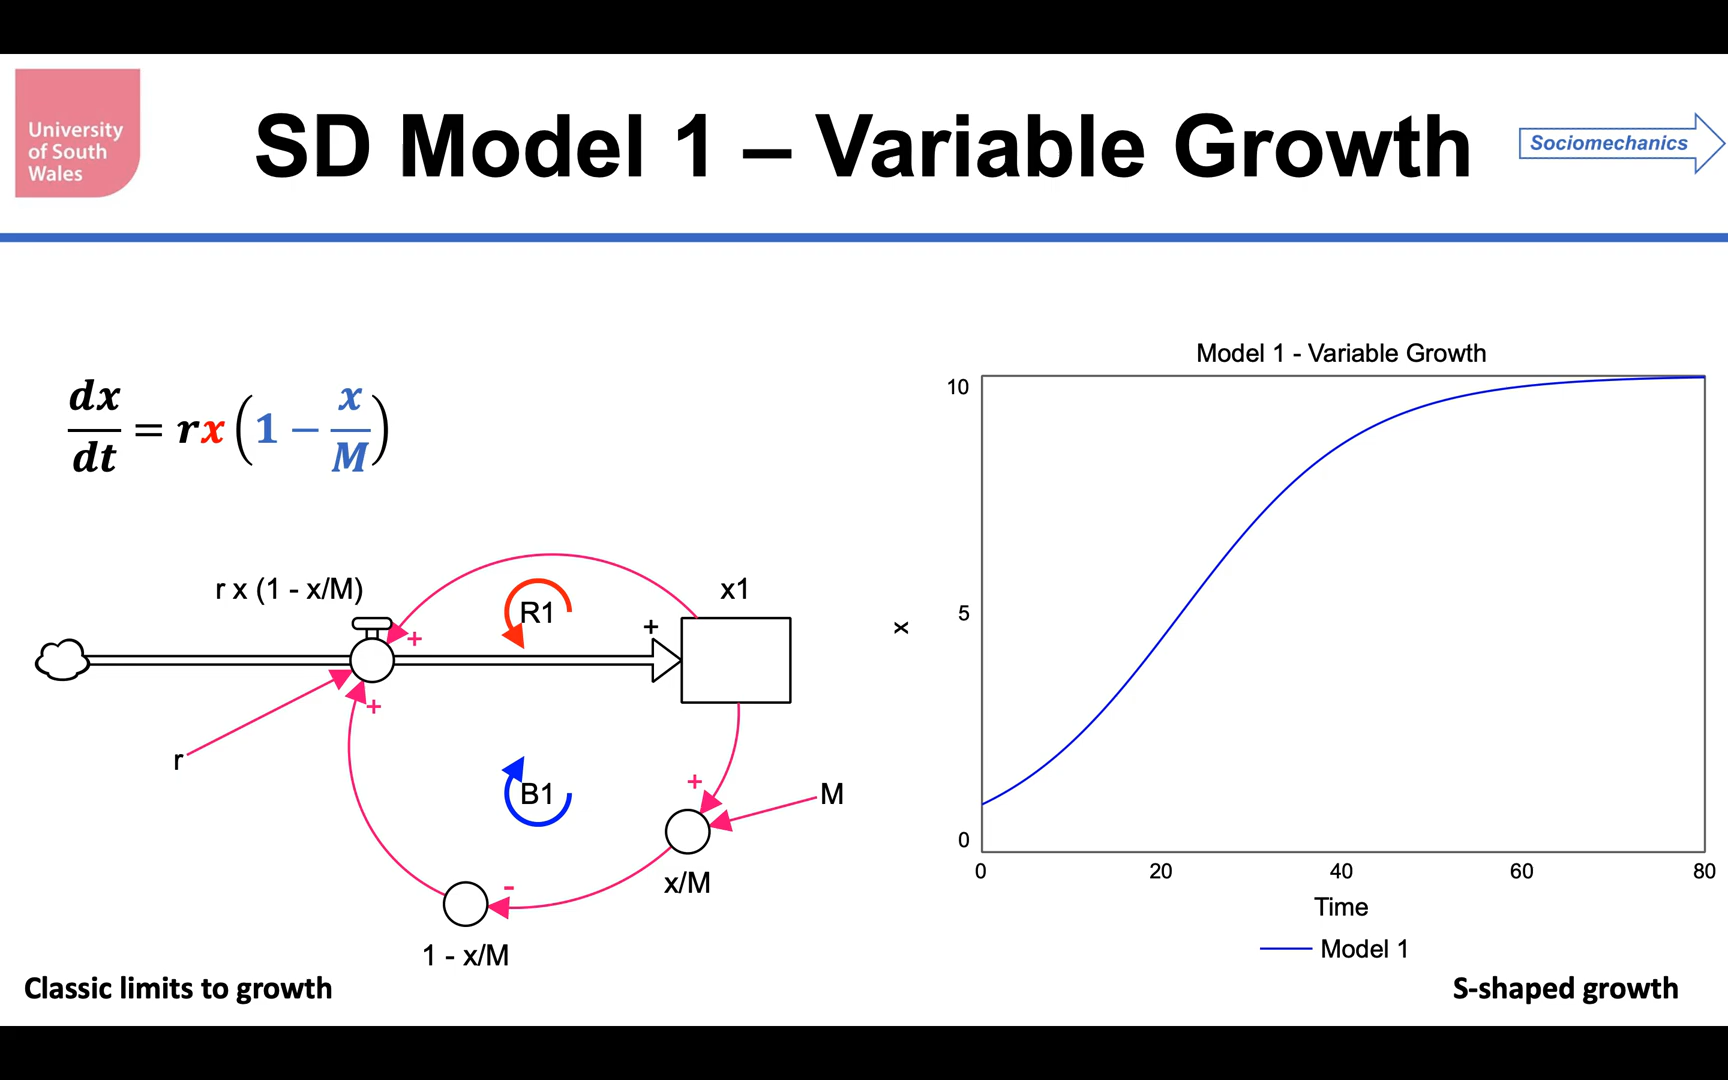 University
of South
Wales
SD Model 1 – Variable Growth
Sociomechanics
dx/dt = rx(1 − x/M)
r x (1 - x/M)
x1
R1
+
+
+
r
B1
+
M
x/M
-
1 - x/M
Classic limits to growth
Model 1 - Variable Growth
10
5
0
x
0 20 40 60 80
Time
Model 1
S-shaped growth